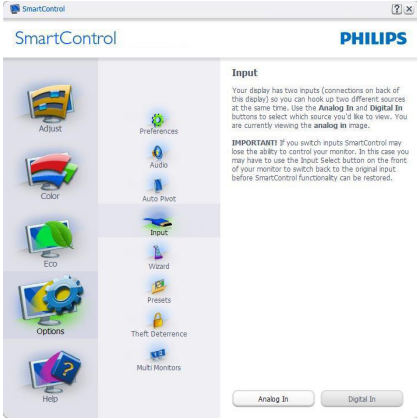 SmartControl
SmartControl
PHILIPS
Adjust
Color
Eco
Options
Help
Preferences
Audio
Auto Pivot
Input
Wizard
Presets
Theft Deterrence
Multi Monitors
Input
Your display has two inputs (connections on back of
this display) so you can hook up two different sources
at the same time. Use the Analog In and Digital In
buttons to select which source you'd like to view. You
are currently viewing the analog in image.
IMPORTANT! If you switch inputs SmartControl may
lose the ability to control your monitor. In this case you
may have to use the Input Select button on the front
of your monitor to switch back to the original input
before SmartControl functionality can be restored.
Analog In
Digital In